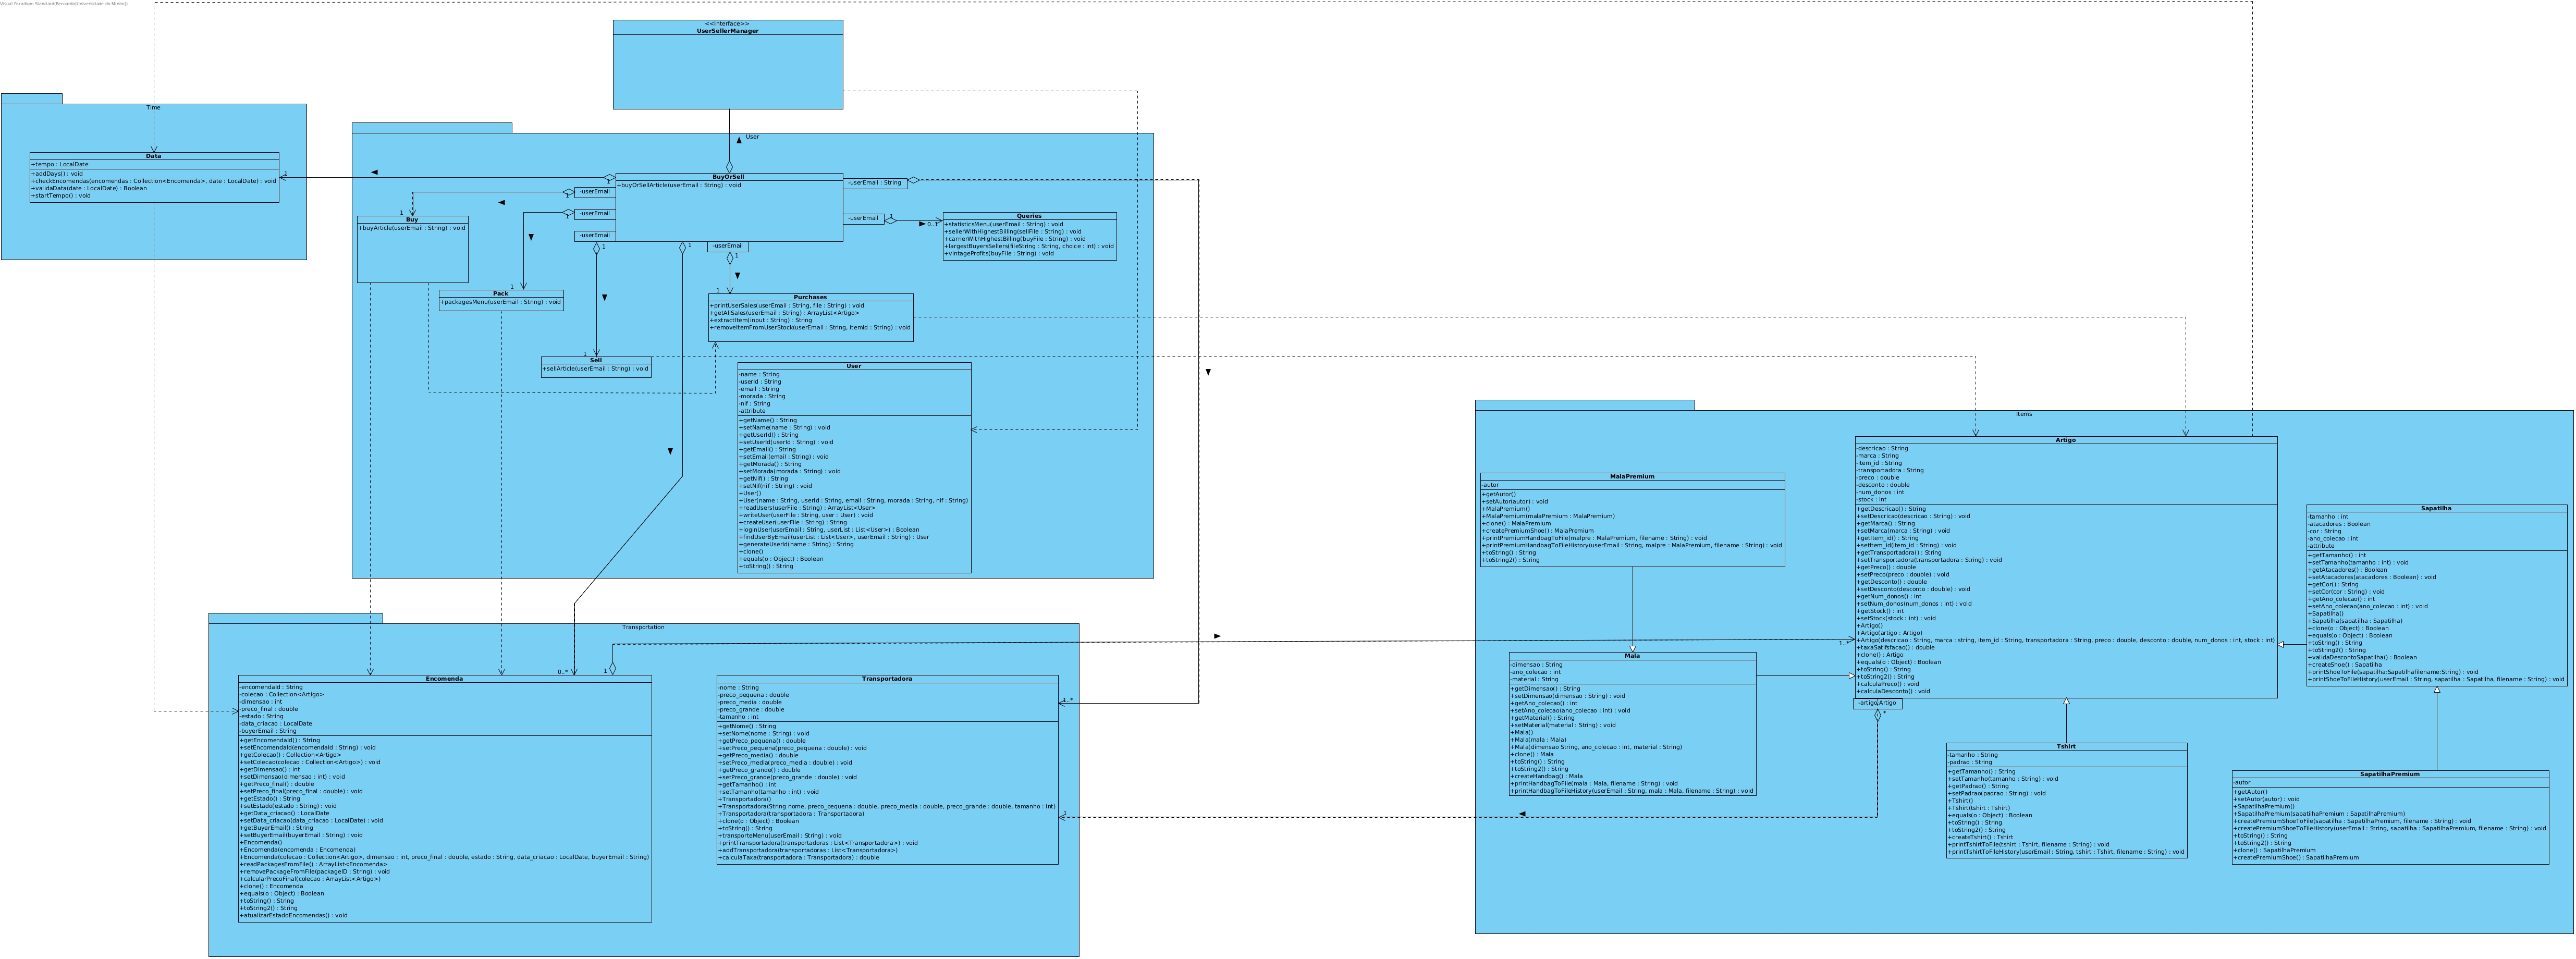 Visual Paradigm Standard(Bernardo(Universidade do Minho))
<<Interface>>
UserSellerManager
Time
Data
+tempo : LocalDate
+addDays() : void
+checkEncomendas(encomendas : Collection<Encomenda>, date : LocalDate) : void
+validaData(date : LocalDate) : Boolean
+startTempo() : void
User
BuyOrSell
+buyOrSellArticle(userEmail : String) : void
-userEmail : String
-userEmail
-userEmail
-userEmail
-userEmail
-userEmail
1
1
1
1
1
1
1
1
1
1
1
1
0..1
Queries
+statisticsMenu(userEmail : String) : void
+sellerWithHighestBilling(sellFile : String) : void
+carrierWithHighestBilling(buyFile : String) : void
+largestBuyersSellers(fileString : String, choice : int) : void
+vintageProfits(buyFile : String) : void
Buy
+buyArticle(userEmail : String) : void
Pack
+packagesMenu(userEmail : String) : void
Purchases
+printUserSales(userEmail : String, file : String) : void
+getAllSales(userEmail : String) : ArrayList<Artigo>
+extractItem(input : String) : String
+removeItemFromUserStock(userEmail : String, itemId : String) : void
Sell
+sellArticle(userEmail : String) : void
User
-name : String
-userId : String
-email : String
-morada : String
-nif : String
-attribute
+getName() : String
+setName(name : String) : void
+getUserId() : String
+setUserId(userId : String) : void
+getEmail() : String
+setEmail(email : String) : void
+getMorada() : String
+setMorada(morada : String) : void
+getNif() : String
+setNif(nif : String) : void
+User()
+User(name : String, userId : String, email : String, morada : String, nif : String)
+readUsers(userFile : String) : ArrayList<User>
+writeUser(userFile : String, user : User) : void
+createUser(userFile : String) : String
+loginUser(userEmail : String, userList : List<User>) : Boolean
+findUserByEmail(userList : List<User>, userEmail : String) : User
+generateUserId(name : String) : String
+clone()
+equals(o : Object) : Boolean
+toString() : String
Transportation
0..*
1
Encomenda
-encomendaId : String
-colecao : Collection<Artigo>
-dimensao : int
-preco_final : double
-estado : String
-data_criacao : LocalDate
-buyerEmail : String
+getEncomendaId() : String
+setEncomendaId(encomendaId : String) : void
+getColecao() : Collection<Artigo>
+setColecao(colecao : Collection<Artigo>) : void
+getDimensao() : int
+setDimensao(dimensao : int) : void
+getPreco_final() : double
+setPreco_final(preco_final : double) : void
+getEstado() : String
+setEstado(estado : String) : void
+getData_criacao() : LocalDate
+setData_criacao(data_criacao : LocalDate) : void
+getBuyerEmail() : String
+setBuyerEmail(buyerEmail : String) : void
+Encomenda()
+Encomenda(encomenda : Encomenda)
+Encomenda(colecao : Collection<Artigo>, dimensao : int, preco_final : double, estado : String, data_criacao : LocalDate, buyerEmail : String)
+readPackagesFromFile() : ArrayList<Encomenda>
+removePackageFromFile(packageID : String) : void
+calcularPrecoFinal(colecao : ArrayList<Artigo>)
+clone() : Encomenda
+equals(o : Object) : Boolean
+toString() : String
+toString2() : String
+atualizarEstadoEncomendas() : void
Transportadora
-nome : String
-preco_pequena : double
-preco_media : double
-preco_grande : double
-tamanho : int
+getNome() : String
+setNome(nome : String) : void
+getPreco_pequena() : double
+setPreco_pequena(preco_pequena : double) : void
+getPreco_media() : double
+setPreco_media(preco_media : double) : void
+getPreco_grande() : double
+setPreco_grande(preco_grande : double) : void
+getTamanho() : int
+setTamanho(tamanho : int) : void
+Transportadora()
+Transportadora(String nome, preco_pequena : double, preco_media : double, preco_grande : double, tamanho : int)
+Transportadora(transportadora : Transportadora)
+clone(o : Object) : Boolean
+toString() : String
+transporteMenu(userEmail : String) : void
+printTransportadora(transportadoras : List<Transportadora>) : void
+addTransportadora(transportadoras : List<Transportadora>)
+calculaTaxa(transportadora : Transportadora) : double
1..*
1
Items
MalaPremium
-autor
+getAutor()
+setAutor(autor) : void
+MalaPremium()
+MalaPremium(malaPremium : MalaPremium)
+clone() : MalaPremium
+createPremiumShoe() : MalaPremium
+printPremiumHandbagToFile(malpre : MalaPremium, filename : String) : void
+printPremiumHandbagToFileHistory(userEmail : String, malpre : MalaPremium, filename : String) : void
+toString() : String
+toString2() : String
Mala
-dimensao : String
-ano_colecao : int
-material : String
+getDimensao() : String
+setDimensao(dimensao : String) : void
+getAno_colecao() : int
+setAno_colecao(ano_colecao : int) : void
+getMaterial() : String
+setMaterial(material : String) : void
+Mala()
+Mala(mala : Mala)
+Mala(dimensao String, ano_colecao : int, material : String)
+clone() : Mala
+toString() : String
+toString2() : String
+createHandbag() : Mala
+printHandbagToFile(mala : Mala, filename : String) : void
+printHandbagToFileHistory(userEmail : String, mala : Mala, filename : String) : void
Artigo
-descricao : String
-marca : String
-item_id : String
-transportadora : String
-preco : double
-desconto : double
-num_donos : int
-stock : int
+getDescricao() : String
+setDescricao(descricao : String) : void
+getMarca() : String
+setMarca(marca : String) : void
+getItem_id() : String
+setItem_id(item_id : String) : void
+getTransportadora() : String
+setTransportadora(transportadora : String) : void
+getPreco() : double
+setPreco(preco : double) : void
+getDesconto() : double
+setDesconto(desconto : double) : void
+getNum_donos() : int
+setNum_donos(num_donos : int) : void
+getStock() : int
+setStock(stock : int) : void
+Artigo()
+Artigo(artigo : Artigo)
+Artigo(descricao : String, marca : string, item_id : String, transportadora : String, preco : double, desconto : double, num_donos : int, stock : int)
+taxaSatifsfacao() : double
+clone() : Artigo
+equals(o : Object) : Boolean
+toString() : String
+toString2() : String
+calculaPreco() : void
+calculaDesconto() : void
1..*
-artigo Artigo
*
Sapatilha
-tamanho : int
-atacadores : Boolean
-cor : String
-ano_colecao : int
-attribute
+getTamanho() : int
+setTamanho(tamanho : int) : void
+getAtacadores() : Boolean
+setAtacadores(atacadores : Boolean) : void
+getCor() : String
+setCor(cor : String) : void
+getAno_colecao() : int
+setAno_colecao(ano_colecao : int) : void
+Sapatilha()
+Sapatilha(sapatilha : Sapatilha)
+clone(o : Object) : Boolean
+equals(o : Object) : Boolean
+toString() : String
+toString2() : String
+validaDescontoSapatilha() : Boolean
+createShoe() : Sapatilha
+printShoeToFile(sapatilha : Sapatilhafilename:String) : void
+printShoeToFileHistory(userEmail : String, sapatilha : Sapatilha, filename : String) : void
Tshirt
-tamanho : String
-padrao : String
+getTamanho() : String
+setTamanho(tamanho : String) : void
+getPadrao() : String
+setPadrao(padrao : String) : void
+Tshirt()
+Tshirt(tshirt : Tshirt)
+equals(o : Object) : Boolean
+toString() : String
+toString2() : String
+createTshirt() : Tshirt
+printTshirtToFile(tshirt : Tshirt, filename : String) : void
+printTshirtToFileHistory(userEmail : String, tshirt : Tshirt, filename : String) : void
SapatilhaPremium
-autor
+getAutor() : String
+setAutor(autor) : void
+SapatilhaPremium()
+SapatilhaPremium(sapatilhaPremium : SapatilhaPremium)
+createPremiumShoeToFile(sapatilha : SapatilhaPremium, filename : String) : void
+createPremiumShoeToFileHistory(userEmail : String, sapatilha : SapatilhaPremium, filename : String) : void
+toString() : String
+toString2() : String
+clone() : SapatilhaPremium
+createPremiumShoe() : SapatilhaPremium